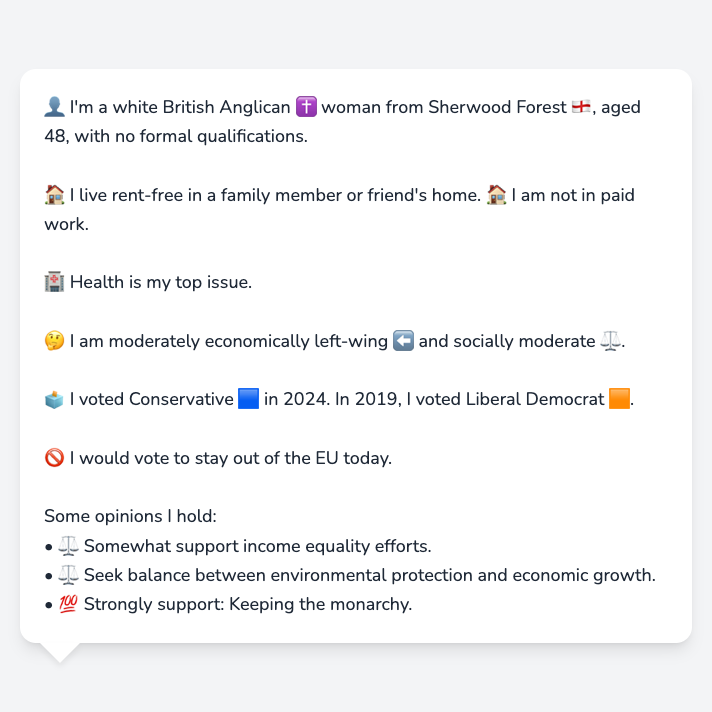 👤 I'm a white British Anglican ✝️ woman from Sherwood Forest 🏴󠁧󠁢󠁥󠁮󠁧󠁿, aged
48, with no formal qualifications.
🏠 I live rent-free in a family member or friend's home. 🏠 I am not in paid
work.
🏥 Health is my top issue.
🤔 I am moderately economically left-wing ⬅️ and socially moderate ⚖️.
🗳️ I voted Conservative 🟦 in 2024. In 2019, I voted Liberal Democrat 🟧.
🚫 I would vote to stay out of the EU today.
Some opinions I hold:
• ⚖️ Somewhat support income equality efforts.
• ⚖️ Seek balance between environmental protection and economic growth.
• 💯 Strongly support: Keeping the monarchy.